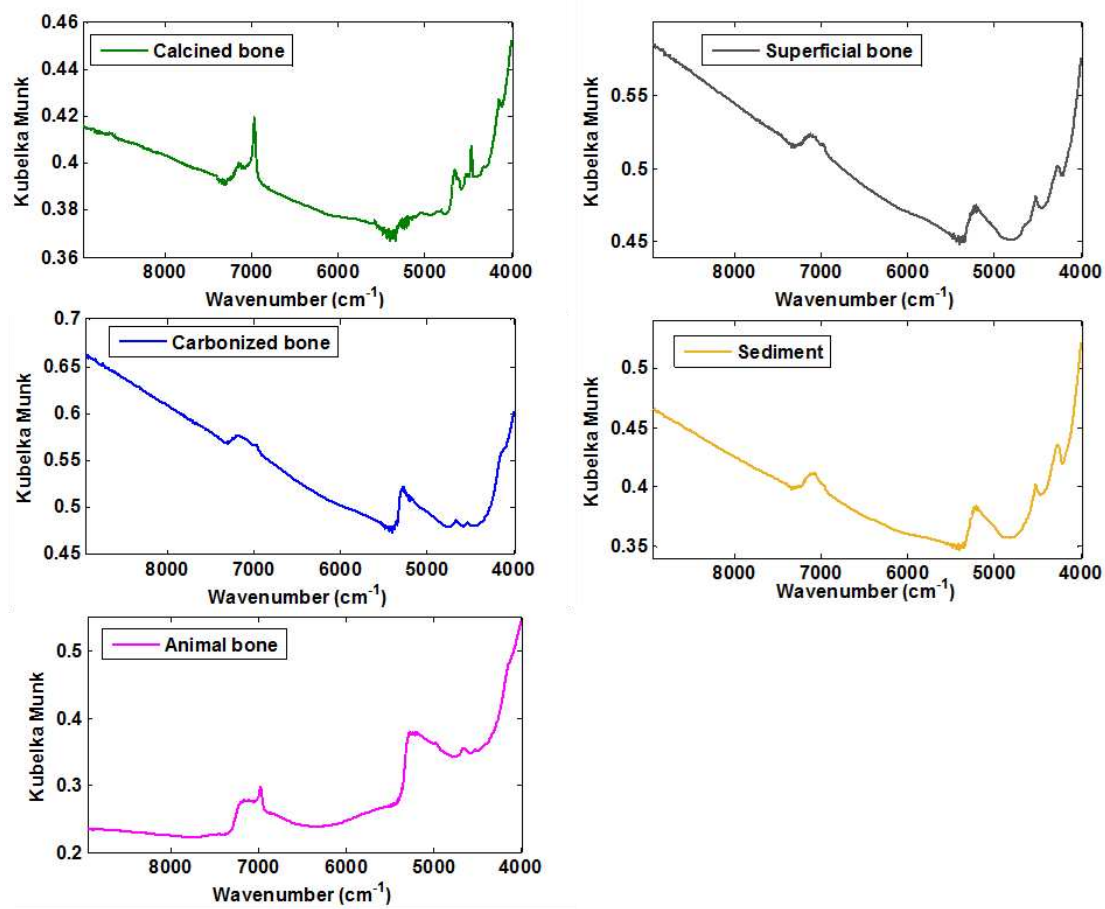 0.46
0.44
0.42
0.4
0.38
0.36
Kubelka Munk
Calcined bone
8000 7000 6000 5000 4000
Wavenumber (cm⁻¹)
0.55
0.5
0.45
Kubelka Munk
Superficial bone
8000 7000 6000 5000 4000
Wavenumber (cm⁻¹)
0.7
0.65
0.6
0.55
0.5
0.45
Kubelka Munk
Carbonized bone
8000 7000 6000 5000 4000
Wavenumber (cm⁻¹)
0.5
0.45
0.4
0.35
Kubelka Munk
Sediment
8000 7000 6000 5000 4000
Wavenumber (cm⁻¹)
0.5
0.4
0.3
0.2
Kubelka Munk
Animal bone
8000 7000 6000 5000 4000
Wavenumber (cm⁻¹)